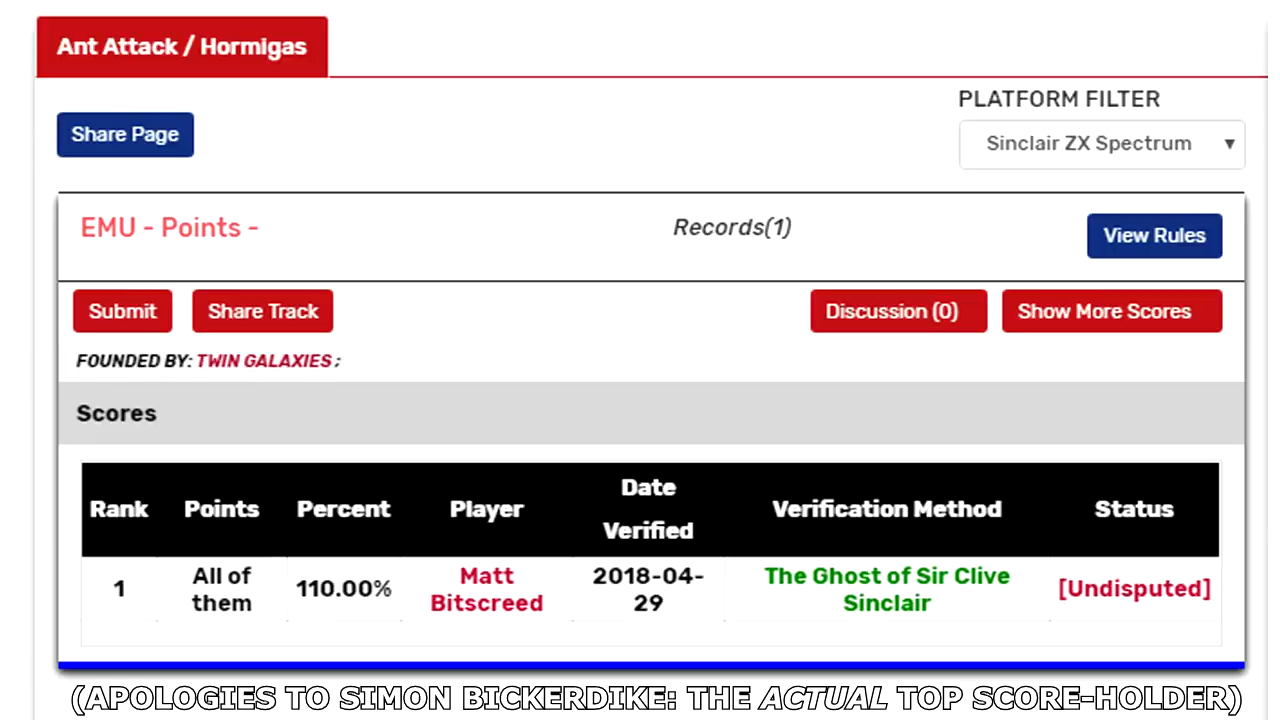 Ant Attack / Hormigas
PLATFORM FILTER
Share Page
Sinclair ZX Spectrum ▼
EMU - Points -
Records(1)
View Rules
Submit
Share Track
Discussion (0)
Show More Scores
FOUNDED BY: TWIN GALAXIES ;
Scores
Rank
Points
Percent
Player
Date
Verified
Verification Method
Status
1
All of
them
110.00%
Matt
Bitscreed
2018-04-
29
The Ghost of Sir Clive
Sinclair
[Undisputed]
(APOLOGIES TO SIMON BICKERDIKE: THE ACTUAL TOP SCORE-HOLDER)